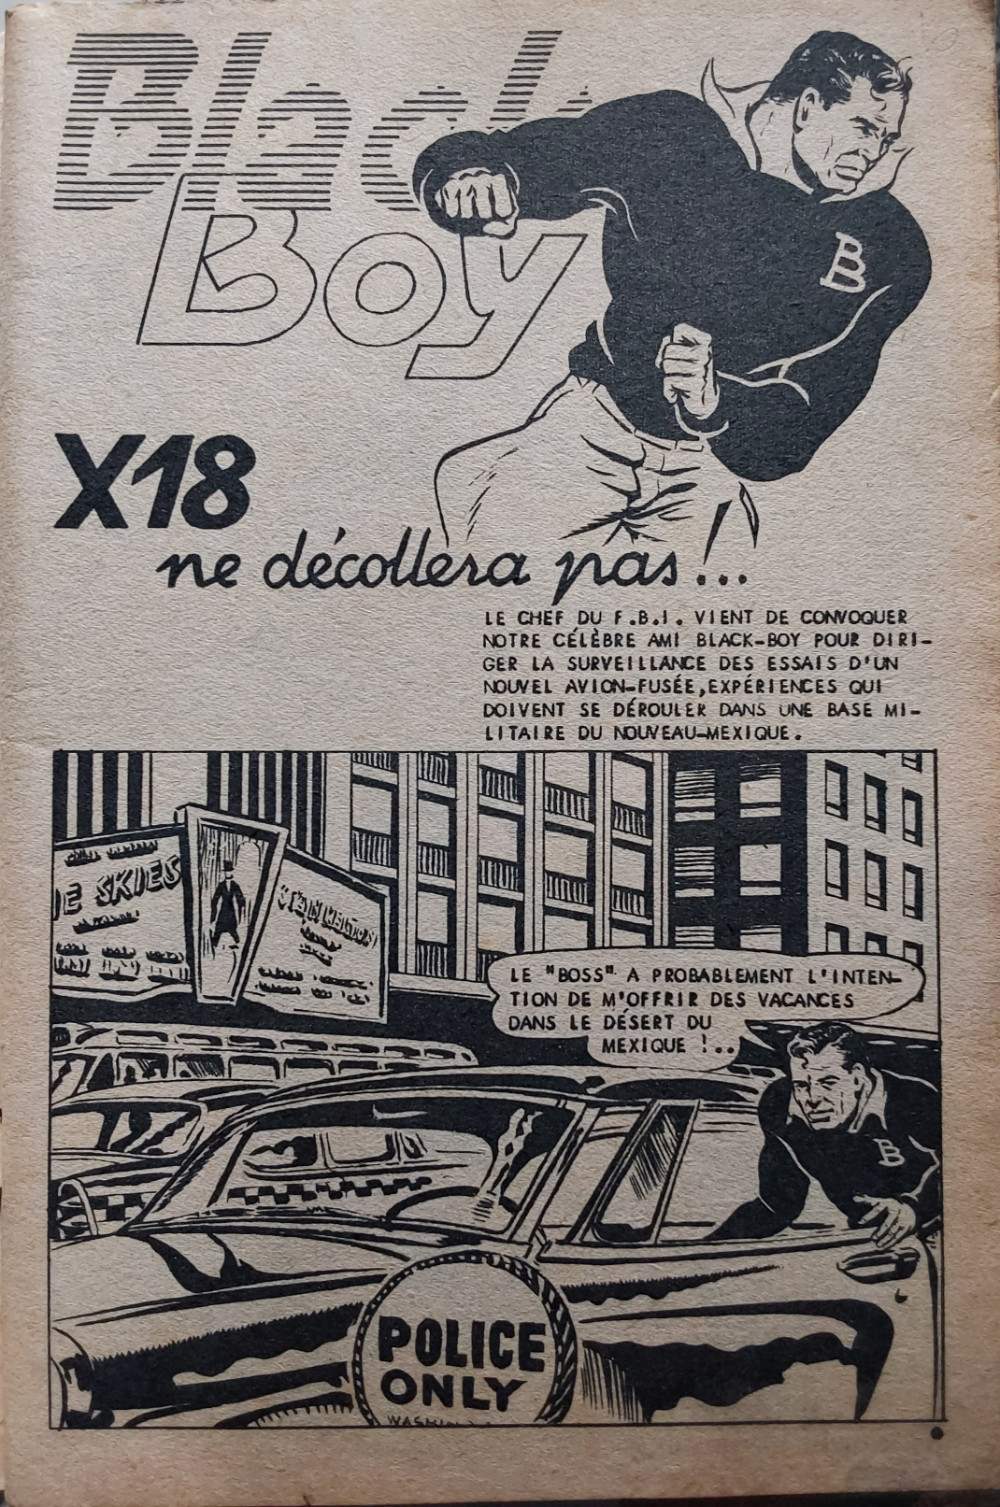 Black
Boy
B
X18
ne décollera pas !...
LE CHEF DU F.B.I. VIENT DE CONVOQUER
NOTRE CÉLÈBRE AMI BLACK-BOY POUR DIRI-
GER LA SURVEILLANCE DES ESSAIS D'UN
NOUVEL AVION-FUSÉE, EXPÉRIENCES QUI
DOIVENT SE DÉROULER DANS UNE BASE MI-
LITAIRE DU NOUVEAU-MEXIQUE.
E SKIES
LE "BOSS" A PROBABLEMENT L'INTEN-
TION DE M'OFFRIR DES VACANCES
DANS LE DÉSERT DU
MEXIQUE !..
B
POLICE
ONLY